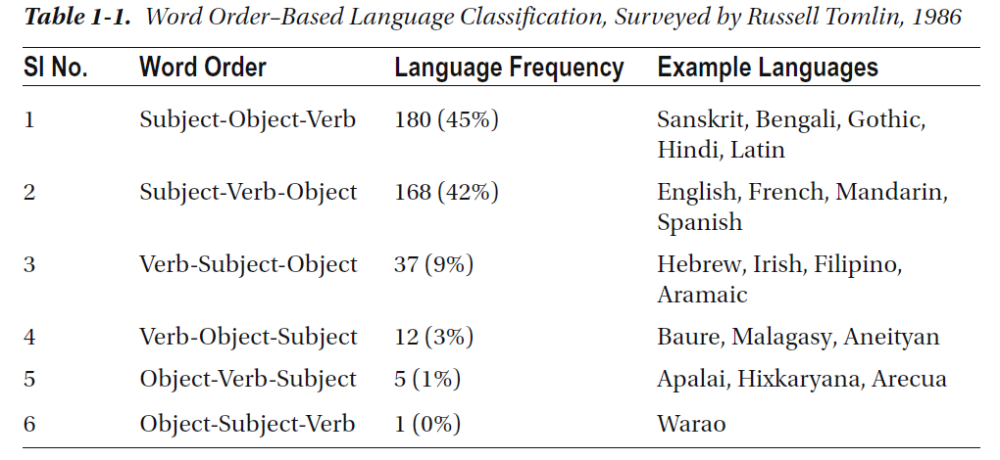 Table 1-1. Word Order–Based Language Classification, Surveyed by Russell Tomlin, 1986
Sl No. Word Order Language Frequency Example Languages
1 Subject-Object-Verb 180 (45%) Sanskrit, Bengali, Gothic,
Hindi, Latin
2 Subject-Verb-Object 168 (42%) English, French, Mandarin,
Spanish
3 Verb-Subject-Object 37 (9%) Hebrew, Irish, Filipino,
Aramaic
4 Verb-Object-Subject 12 (3%) Baure, Malagasy, Aneityan
5 Object-Verb-Subject 5 (1%) Apalai, Hixkaryana, Arecua
6 Object-Subject-Verb 1 (0%) Warao